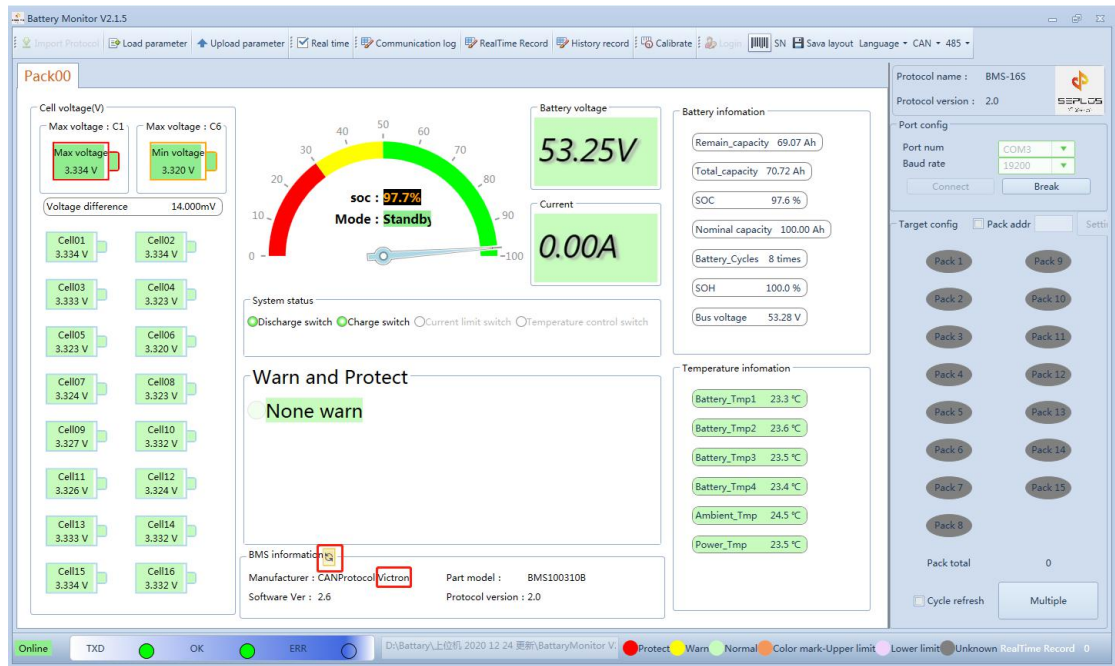 Battery Monitor V2.1.5
Import Protocol Load parameter Upload parameter Real time Communication log RealTime Record History record Calibrate Login SN Sava layout Language CAN 485
Pack00
Cell voltage(V)
Max voltage : C1 Max voltage : C6
Max voltage
3.334 V
Min voltage
3.320 V
Voltage difference 14.000mV
Cell01
3.334 V
Cell02
3.334 V
Cell03
3.333 V
Cell04
3.323 V
Cell05
3.323 V
Cell06
3.320 V
Cell07
3.324 V
Cell08
3.323 V
Cell09
3.327 V
Cell10
3.332 V
Cell11
3.326 V
Cell12
3.324 V
Cell13
3.333 V
Cell14
3.332 V
Cell15
3.334 V
Cell16
3.332 V
0 10 20 30 40 50 60 70 80 90 100
soc : 97.7%
Mode : Standby
Battery voltage
53.25V
Current
0.00A
System status
Discharge switch Charge switch Current limit switch Temperature control switch
Warn and Protect
None warn
BMS information
Manufacturer : CANProtocol Victron Part model : BMS100310B
Software Ver : 2.6 Protocol version : 2.0
Battery infomation
Remain_capacity 69.07 Ah
Total_capacity 70.72 Ah
SOC 97.6 %
Nominal capacity 100.00 Ah
Battery_Cycles 8 times
SOH 100.0 %
Bus voltage 53.28 V
Temperature infomation
Battery_Tmp1 23.3 ℃
Battery_Tmp2 23.6 ℃
Battery_Tmp3 23.5 ℃
Battery_Tmp4 23.4 ℃
Ambient_Tmp 24.5 ℃
Power_Tmp 23.5 ℃
Protocol name : BMS-16S
Protocol version : 2.0
SEPLOS
Port config
Port num COM3
Baud rate 19200
Connect Break
Target config Pack addr Setti
Pack 1 Pack 9
Pack 2 Pack 10
Pack 3 Pack 11
Pack 4 Pack 12
Pack 5 Pack 13
Pack 6 Pack 14
Pack 7 Pack 15
Pack 8
Pack total 0
Cycle refresh Multiple
Online TXD OK ERR D:\Battary\上位机 2020 12 24 更新\BattaryMonitor V. Protect Warn Normal Color mark-Upper limit Lower limit Unknown RealTime Record 0